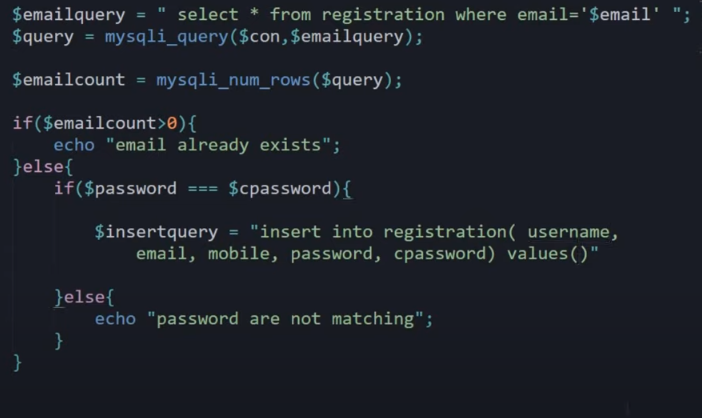 $emailquery = " select * from registration where email='$email' ";
$query = mysqli_query($con,$emailquery);
$emailcount = mysqli_num_rows($query);
if($emailcount>0){
echo "email already exists";
}else{
if($password === $cpassword){
$insertquery = "insert into registration( username,
email, mobile, password, cpassword) values()"
}else{
echo "password are not matching";
}
}